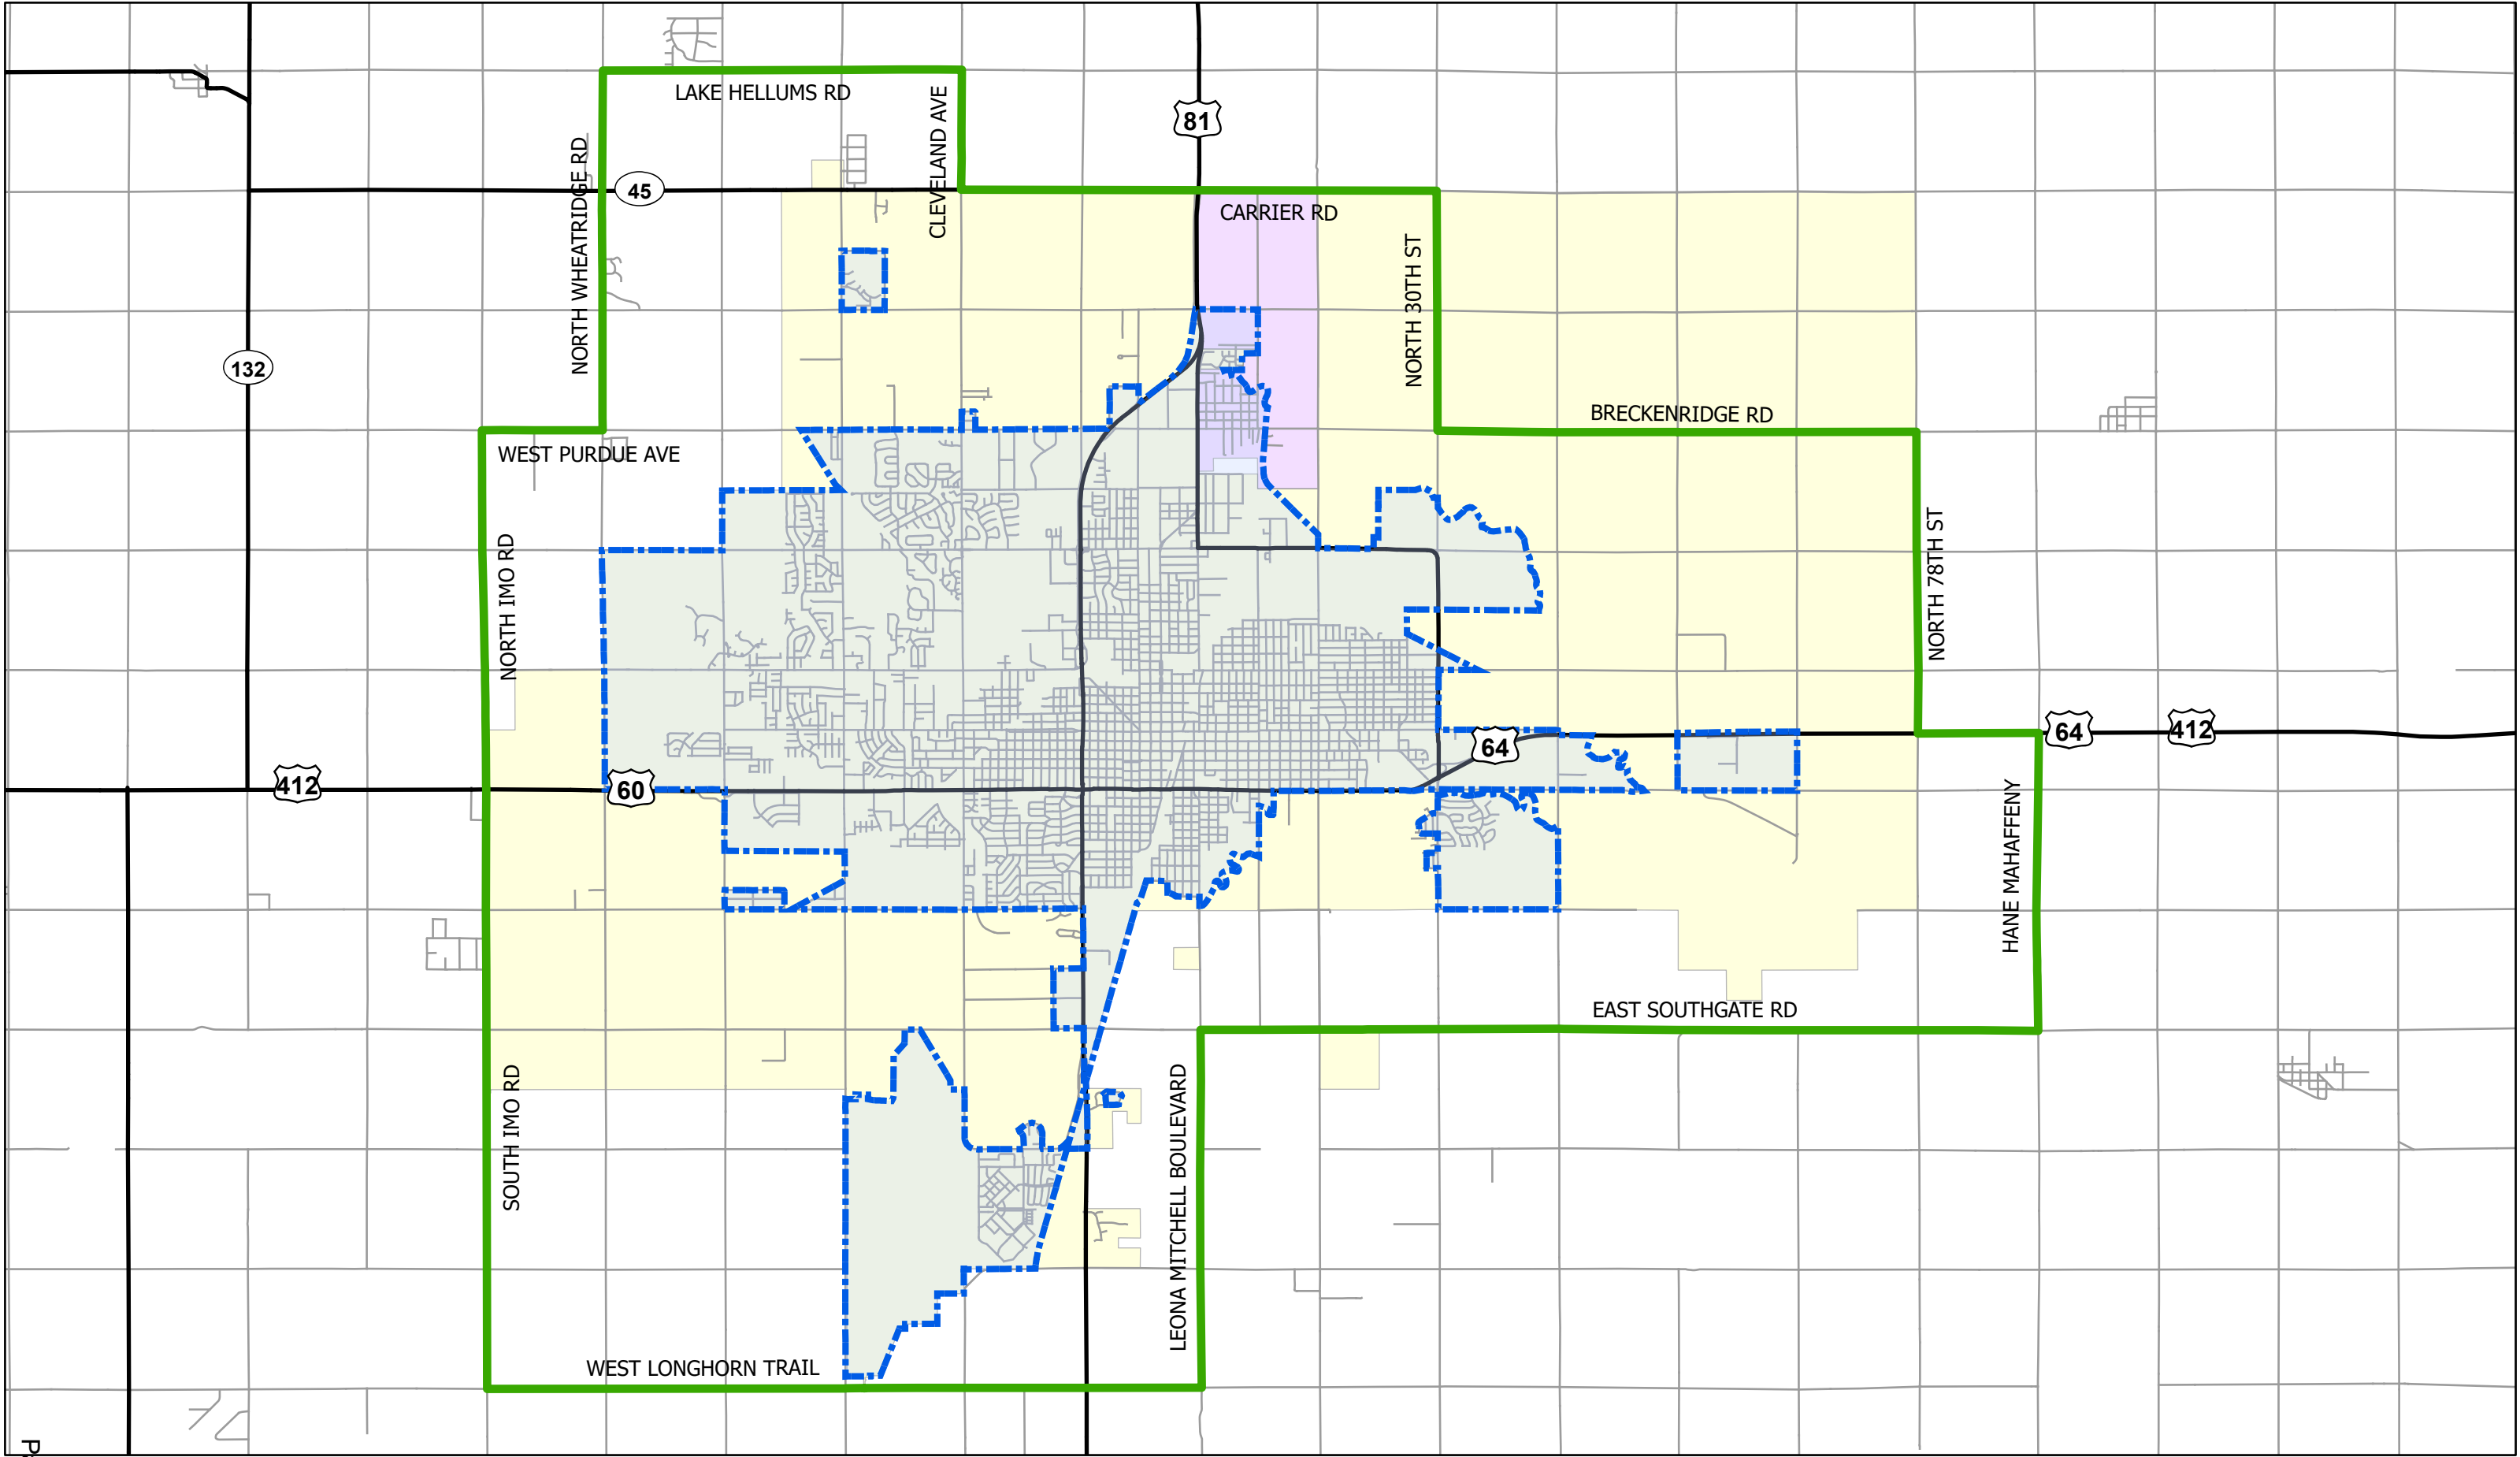 LAKE HELLUMS RD
CLEVELAND AVE
81
NORTH WHEATRIDGE RD
45
CARRIER RD
NORTH 30TH ST
132
BRECKENRIDGE RD
WEST PURDUE AVE
NORTH IMO RD
NORTH 78TH ST
64
412
64
412
60
HANE MAHAFFENY
EAST SOUTHGATE RD
SOUTH IMO RD
LEONA MITCHELL BOULEVARD
WEST LONGHORN TRAIL